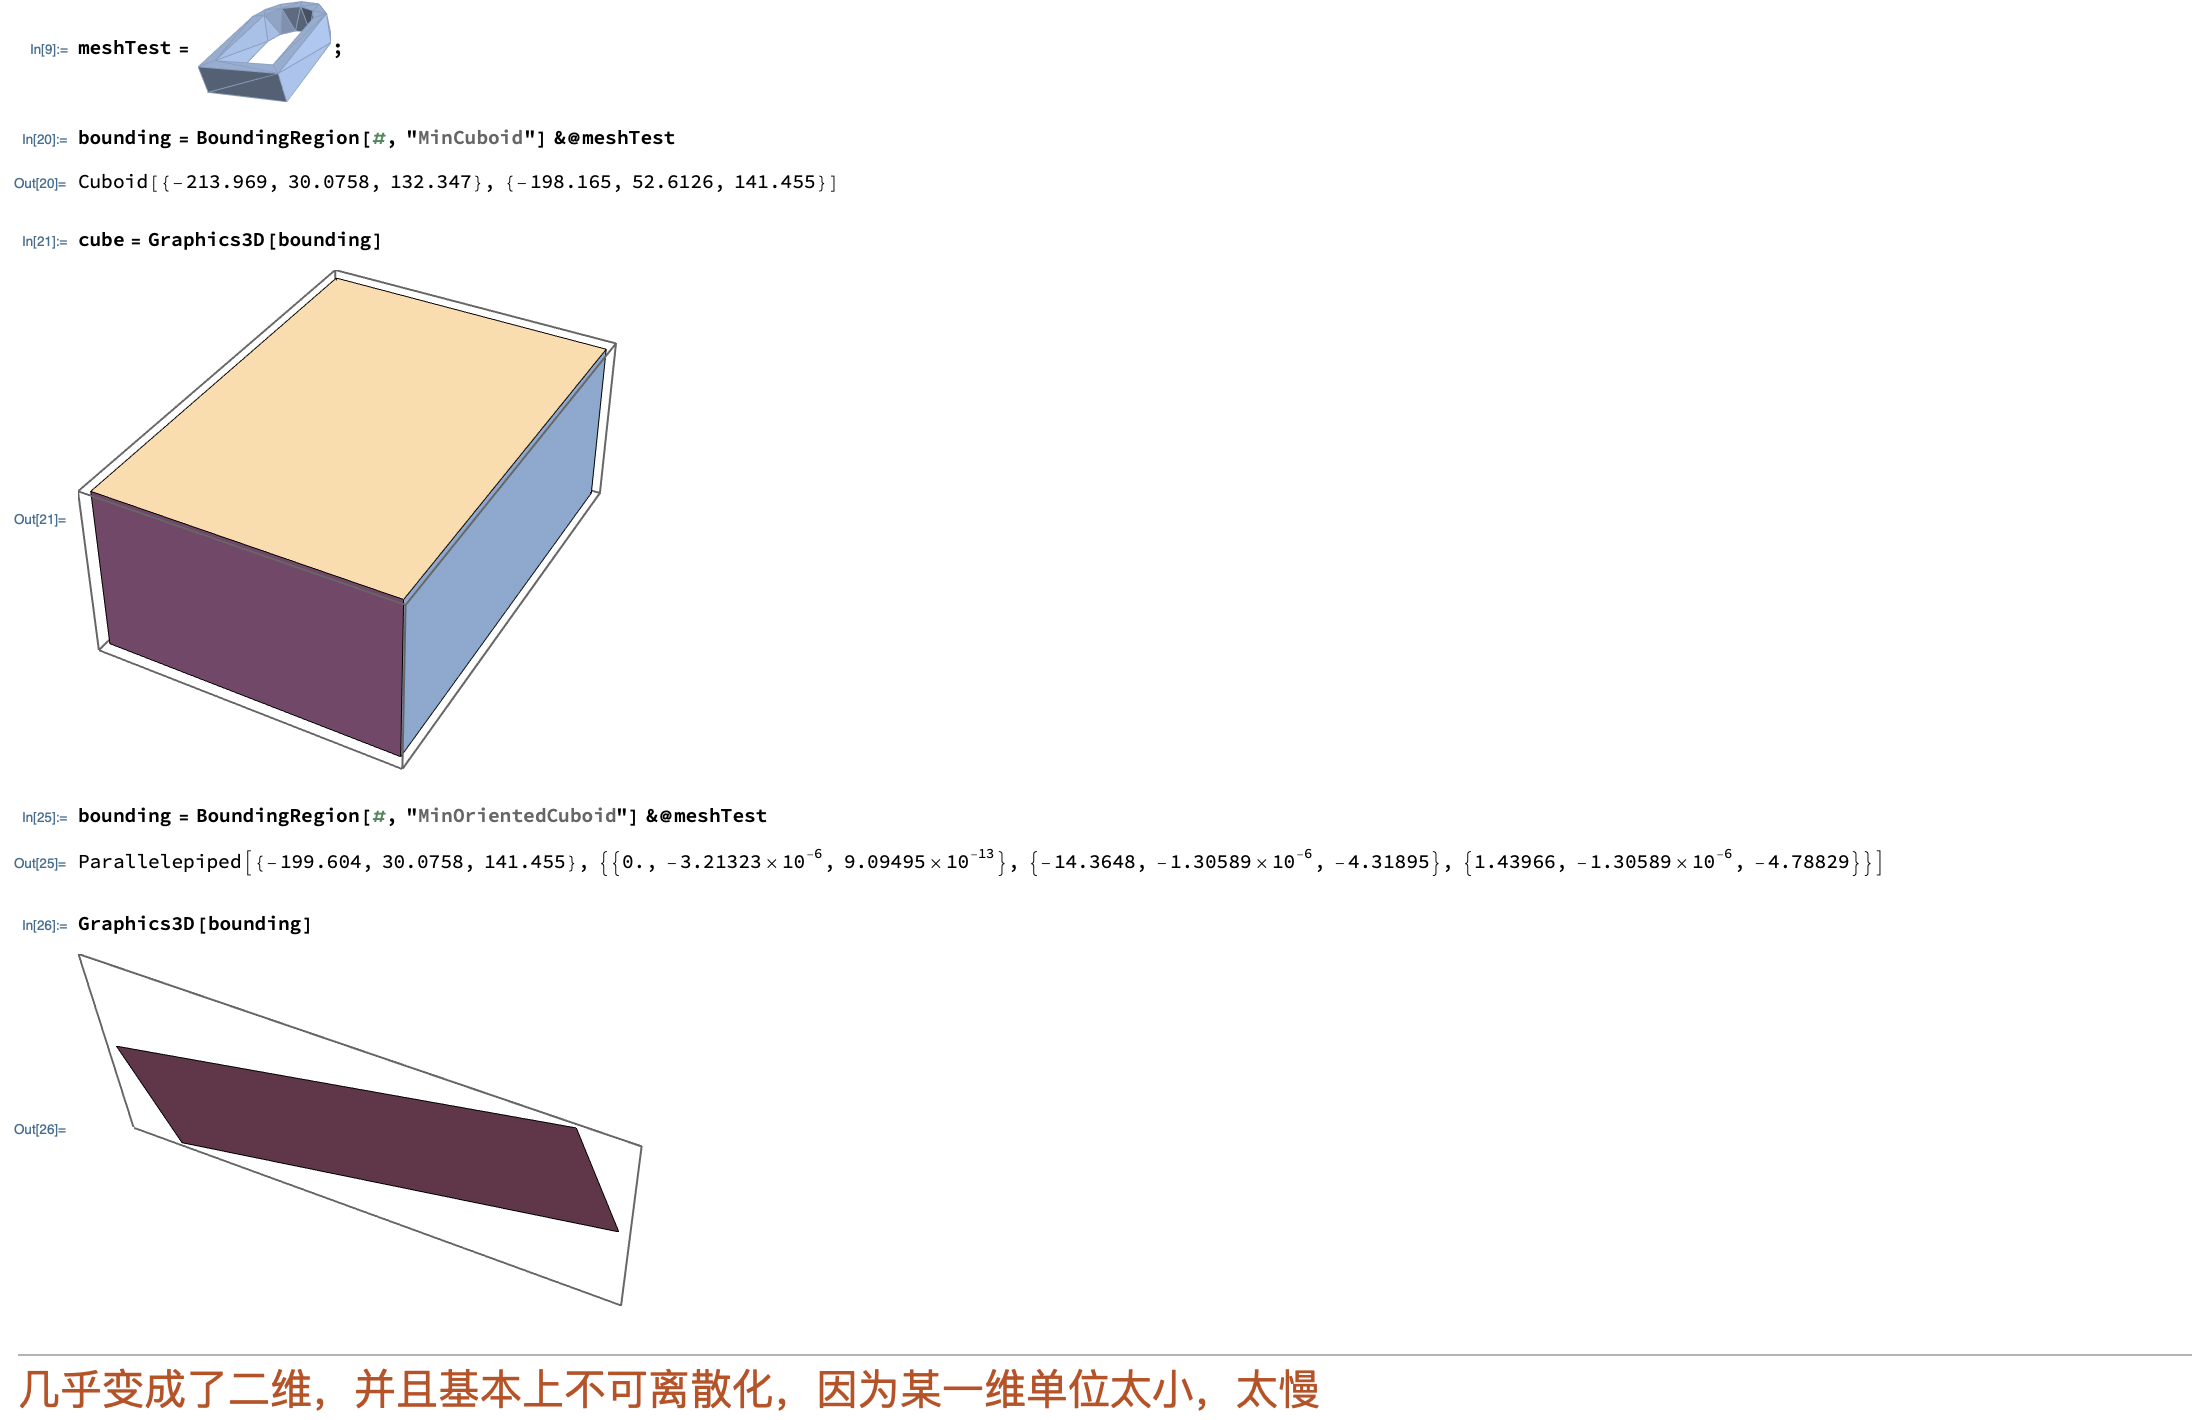 In[9]:= meshTest = ;
In[20]:= bounding = BoundingRegion[#, "MinCuboid"] &@meshTest
Out[20]= Cuboid[{-213.969, 30.0758, 132.347}, {-198.165, 52.6126, 141.455}]
In[21]:= cube = Graphics3D[bounding]
Out[21]=
In[25]:= bounding = BoundingRegion[#, "MinOrientedCuboid"] &@meshTest
Out[25]= Parallelepiped[{-199.604, 30.0758, 141.455}, {{0., -3.21323×10^-6, 9.09495×10^-13}, {-14.3648, -1.30589×10^-6, -4.31895}, {1.43966, -1.30589×10^-6, -4.78829}}]
In[26]:= Graphics3D[bounding]
Out[26]=
几乎变成了二维，并且基本上不可离散化，因为某一维单位太小，太慢